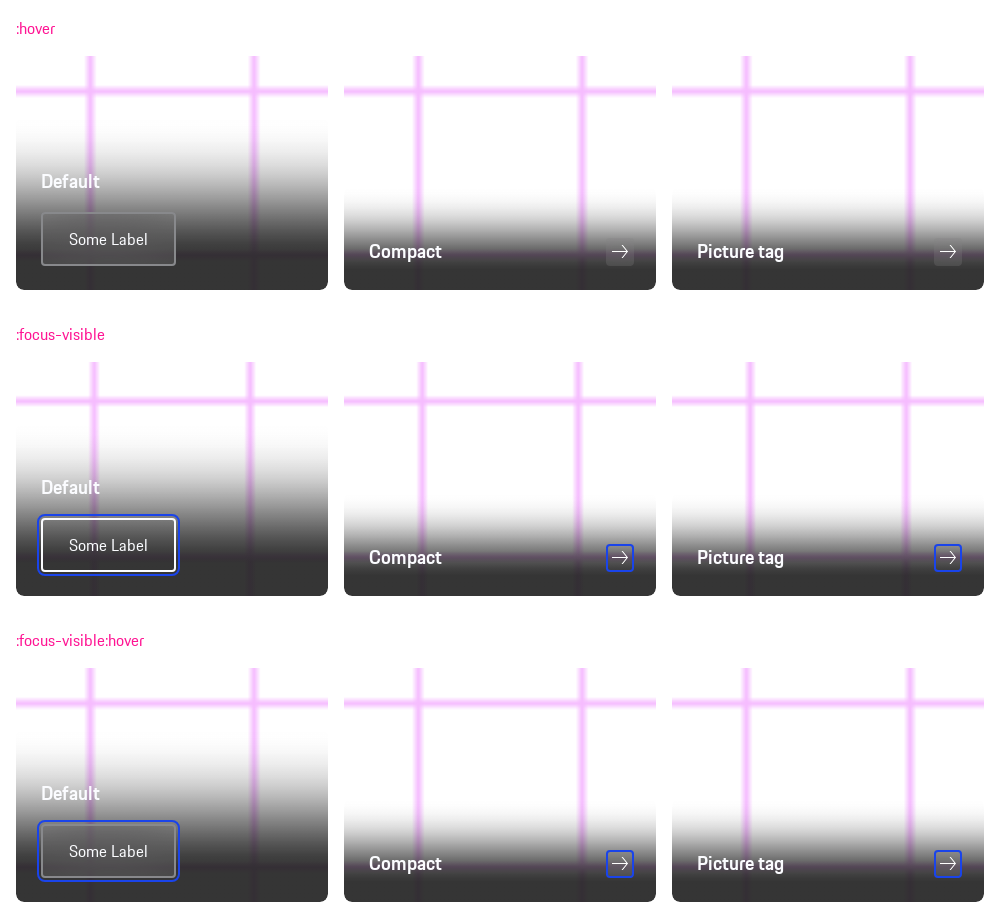 :hover
Default
Some Label
Compact
Picture tag
:focus-visible
Default
Some Label
Compact
Picture tag
:focus-visible:hover
Default
Some Label
Compact
Picture tag